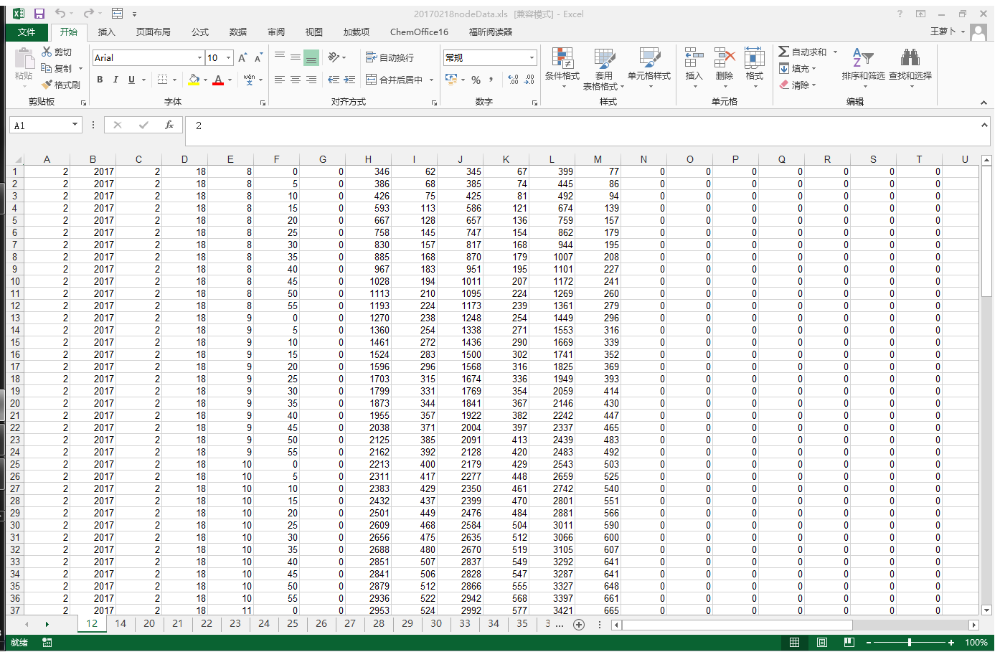 20170218nodeData.xls [兼容模式] - Excel
文件 开始 插入 页面布局 公式 数据 审阅 视图 加载项 ChemOffice16 福昕阅读器 王萝卜
粘贴 剪切 复制 格式刷 剪贴板
Arial 10 B I U wén 变 字体
自动换行 合并后居中 对齐方式
常规 % 数字
条件格式 套用表格格式 单元格样式 样式
插入 删除 格式 单元格
自动求和 填充 清除 排序和筛选 查找和选择 编辑
A1 fx 2
A B C D E F G H I J K L M N O P Q R S T U
1 2 2017 2 18 8 0 0 346 62 345 67 399 77 0 0 0 0 0 0 0
2 2 2017 2 18 8 5 0 386 68 385 74 445 86 0 0 0 0 0 0 0
3 2 2017 2 18 8 10 0 426 75 425 81 492 94 0 0 0 0 0 0 0
4 2 2017 2 18 8 15 0 593 113 586 121 674 139 0 0 0 0 0 0 0
5 2 2017 2 18 8 20 0 667 128 657 136 759 157 0 0 0 0 0 0 0
6 2 2017 2 18 8 25 0 758 145 747 154 862 179 0 0 0 0 0 0 0
7 2 2017 2 18 8 30 0 830 157 817 168 944 195 0 0 0 0 0 0 0
8 2 2017 2 18 8 35 0 885 168 870 179 1007 208 0 0 0 0 0 0 0
9 2 2017 2 18 8 40 0 967 183 951 195 1101 227 0 0 0 0 0 0 0
10 2 2017 2 18 8 45 0 1028 194 1011 207 1172 241 0 0 0 0 0 0 0
11 2 2017 2 18 8 50 0 1113 210 1095 224 1269 260 0 0 0 0 0 0 0
12 2 2017 2 18 8 55 0 1193 224 1173 239 1361 279 0 0 0 0 0 0 0
13 2 2017 2 18 9 0 0 1270 238 1248 254 1449 296 0 0 0 0 0 0 0
14 2 2017 2 18 9 5 0 1360 254 1338 271 1553 316 0 0 0 0 0 0 0
15 2 2017 2 18 9 10 0 1461 272 1436 290 1669 339 0 0 0 0 0 0 0
16 2 2017 2 18 9 15 0 1524 283 1500 302 1741 352 0 0 0 0 0 0 0
17 2 2017 2 18 9 20 0 1596 296 1568 316 1825 369 0 0 0 0 0 0 0
18 2 2017 2 18 9 25 0 1703 315 1674 336 1949 393 0 0 0 0 0 0 0
19 2 2017 2 18 9 30 0 1799 331 1769 354 2059 414 0 0 0 0 0 0 0
20 2 2017 2 18 9 35 0 1873 344 1841 367 2146 430 0 0 0 0 0 0 0
21 2 2017 2 18 9 40 0 1955 357 1922 382 2242 447 0 0 0 0 0 0 0
22 2 2017 2 18 9 45 0 2038 371 2004 397 2337 465 0 0 0 0 0 0 0
23 2 2017 2 18 9 50 0 2125 385 2091 413 2439 483 0 0 0 0 0 0 0
24 2 2017 2 18 9 55 0 2162 392 2128 420 2483 492 0 0 0 0 0 0 0
25 2 2017 2 18 10 0 0 2213 400 2179 429 2543 503 0 0 0 0 0 0 0
26 2 2017 2 18 10 5 0 2311 417 2277 448 2659 525 0 0 0 0 0 0 0
27 2 2017 2 18 10 10 0 2383 429 2350 461 2742 540 0 0 0 0 0 0 0
28 2 2017 2 18 10 15 0 2432 437 2399 470 2801 551 0 0 0 0 0 0 0
29 2 2017 2 18 10 20 0 2501 449 2476 484 2881 566 0 0 0 0 0 0 0
30 2 2017 2 18 10 25 0 2609 468 2584 504 3011 590 0 0 0 0 0 0 0
31 2 2017 2 18 10 30 0 2656 475 2635 512 3066 600 0 0 0 0 0 0 0
32 2 2017 2 18 10 35 0 2688 480 2670 519 3105 607 0 0 0 0 0 0 0
33 2 2017 2 18 10 40 0 2851 507 2837 549 3292 641 0 0 0 0 0 0 0
34 2 2017 2 18 10 45 0 2841 506 2828 547 3287 641 0 0 0 0 0 0 0
35 2 2017 2 18 10 50 0 2879 512 2866 555 3327 648 0 0 0 0 0 0 0
36 2 2017 2 18 10 55 0 2936 522 2942 568 3397 661 0 0 0 0 0 0 0
37 2 2017 2 18 11 0 0 2953 524 2992 577 3421 665 0 0 0 0 0 0 0
12 14 20 21 22 23 24 25 26 27 28 29 30 33 34 35 ...
就绪 100%